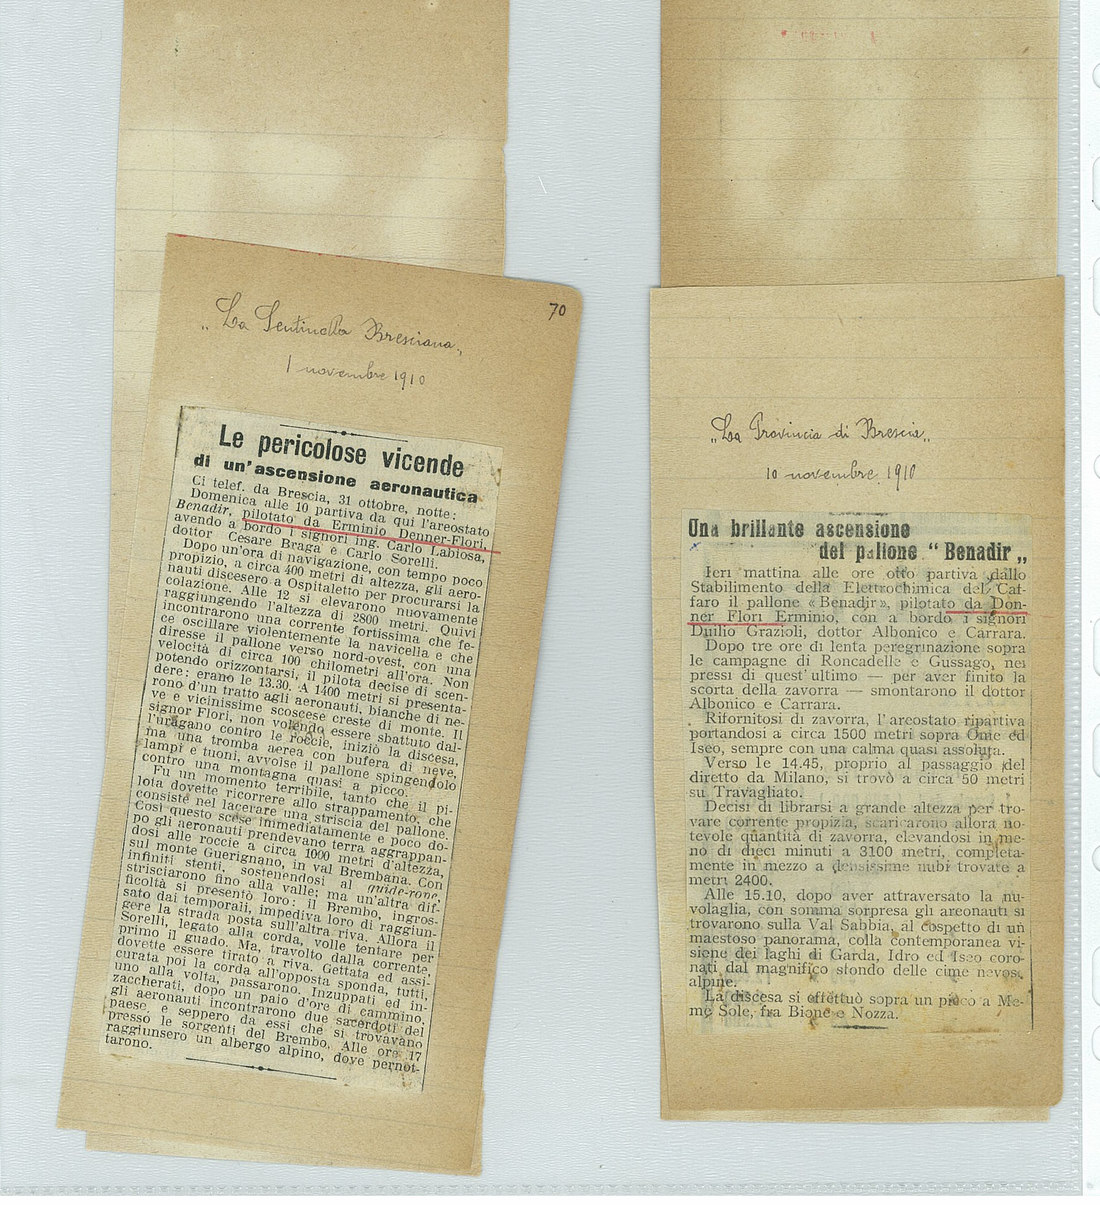 70
„La Sentinella Bresciana„
1 novembre 1910
Le pericolose vicende
di un'ascensione aeronautica
Ci telef. da Brescia, 31 ottobre, notte:
Domenica alle 10 partiva da qui l'areostato
Benadir, pilotato da Erminio Denner-Flori,
avendo a bordo i signori ing. Carlo Labiosa,
dottor Cesare Braga e Carlo Sorelli.
Dopo un'ora di navigazione, con tempo poco
propizio, a circa 400 metri di altezza, gli aero-
nauti discesero a Ospitaletto per procurarsi la
colazione. Alle 12 si elevarono nuovamente
raggiungendo l'altezza di 2800 metri. Quivi
incontrarono una corrente fortissima che fe-
ce oscillare violentemente la navicella e che
diresse il pallone verso nord-ovest, con una
velocità di circa 100 chilometri all'ora. Non
potendo orizzontarsi, il pilota decise di scen-
dere: erano le 13.30. A 1400 metri si presenta-
rono d'un tratto agli aeronauti, bianche di ne-
ve e vicinissime scoscese creste di monte. Il
signor Flori, non volendo essere sbattuto dal-
l'uragano contro le roccie, iniziò la discesa,
ma una tromba aerea con bufera di neve,
lampi e tuoni, avvolse il pallone spingendolo
contro una montagna quasi a picco.
Fu un momento terribile, tanto che il pi-
lota dovette ricorrere allo strappamento, che
consiste nel lacerare una striscia del pallone.
Così questo scese immediatamente e poco do-
po gli aeronauti prendevano terra aggrappan-
dosi alle roccie a circa 1000 metri d'altezza,
sul monte Guerignano, in val Brembana. Con
infiniti stenti, sostenendosi al guide-rond,
strisciarono fino alla valle; ma un'altra dif-
ficoltà si presentò loro: il Brembo, ingros-
sato dai temporali, impediva loro di raggiun-
gere la strada posta sull'altra riva. Allora il
Sorelli, legato alla corda, volle tentare per
primo il guado. Ma, travolto dalla corrente,
dovette essere tirato a riva. Gettata ed assi-
curata poi la corda all'opposta sponda, tutti,
uno alla volta, passarono. Inzuppati ed in-
zaccherati, dopo un paio d'ore di cammino,
gli aeronauti incontrarono due sacerdoti del
paese, e seppero da essi che si trovavano
presso le sorgenti del Brembo. Alle ore 17
raggiunsero un albergo alpino, dove pernot-
tarono.
„La Provincia di Brescia„
10 novembre 1910
Una brillante ascensione
del pallone “ Benadir „
Ieri mattina alle ore otto partiva dallo
Stabilimento della Elettrochimica del Caf-
faro il pallone « Benadir », pilotato da Don-
ner Flori Erminio, con a bordo i signori
Duilio Grazioli, dottor Albonico e Carrara.
Dopo tre ore di lenta peregrinazione sopra
le campagne di Roncadelle e Gussago, nei
pressi di quest'ultimo — per aver finito la
scorta della zavorra — smontarono il dottor
Albonico e Carrara.
Rifornitosi di zavorra, l'areostato ripartiva
portandosi a circa 1500 metri sopra Ome ed
Iseo, sempre con una calma quasi assoluta.
Verso le 14.45, proprio al passaggio del
diretto da Milano, si trovò a circa 50 metri
su Travagliato.
Decisi di librarsi a grande altezza per tro-
vare corrente propizia, scaricarono allora no-
tevole quantità di zavorra, elevandosi in me-
no di dieci minuti a 3100 metri, completa-
mente in mezzo a densissime nubi trovate a
metri 2400.
Alle 15.10, dopo aver attraversato la nu-
volaglia, con somma sorpresa gli areonauti si
trovarono sulla Val Sabbia, al cospetto di un
maestoso panorama, colla contemporanea vi-
sione dei laghi di Garda, Idro ed Iseo coro-
nati dal magnifico sfondo delle cime nevose
alpine.
La discesa si effettuò sopra un picco a Me-
me Sole, fra Bione e Nozza.